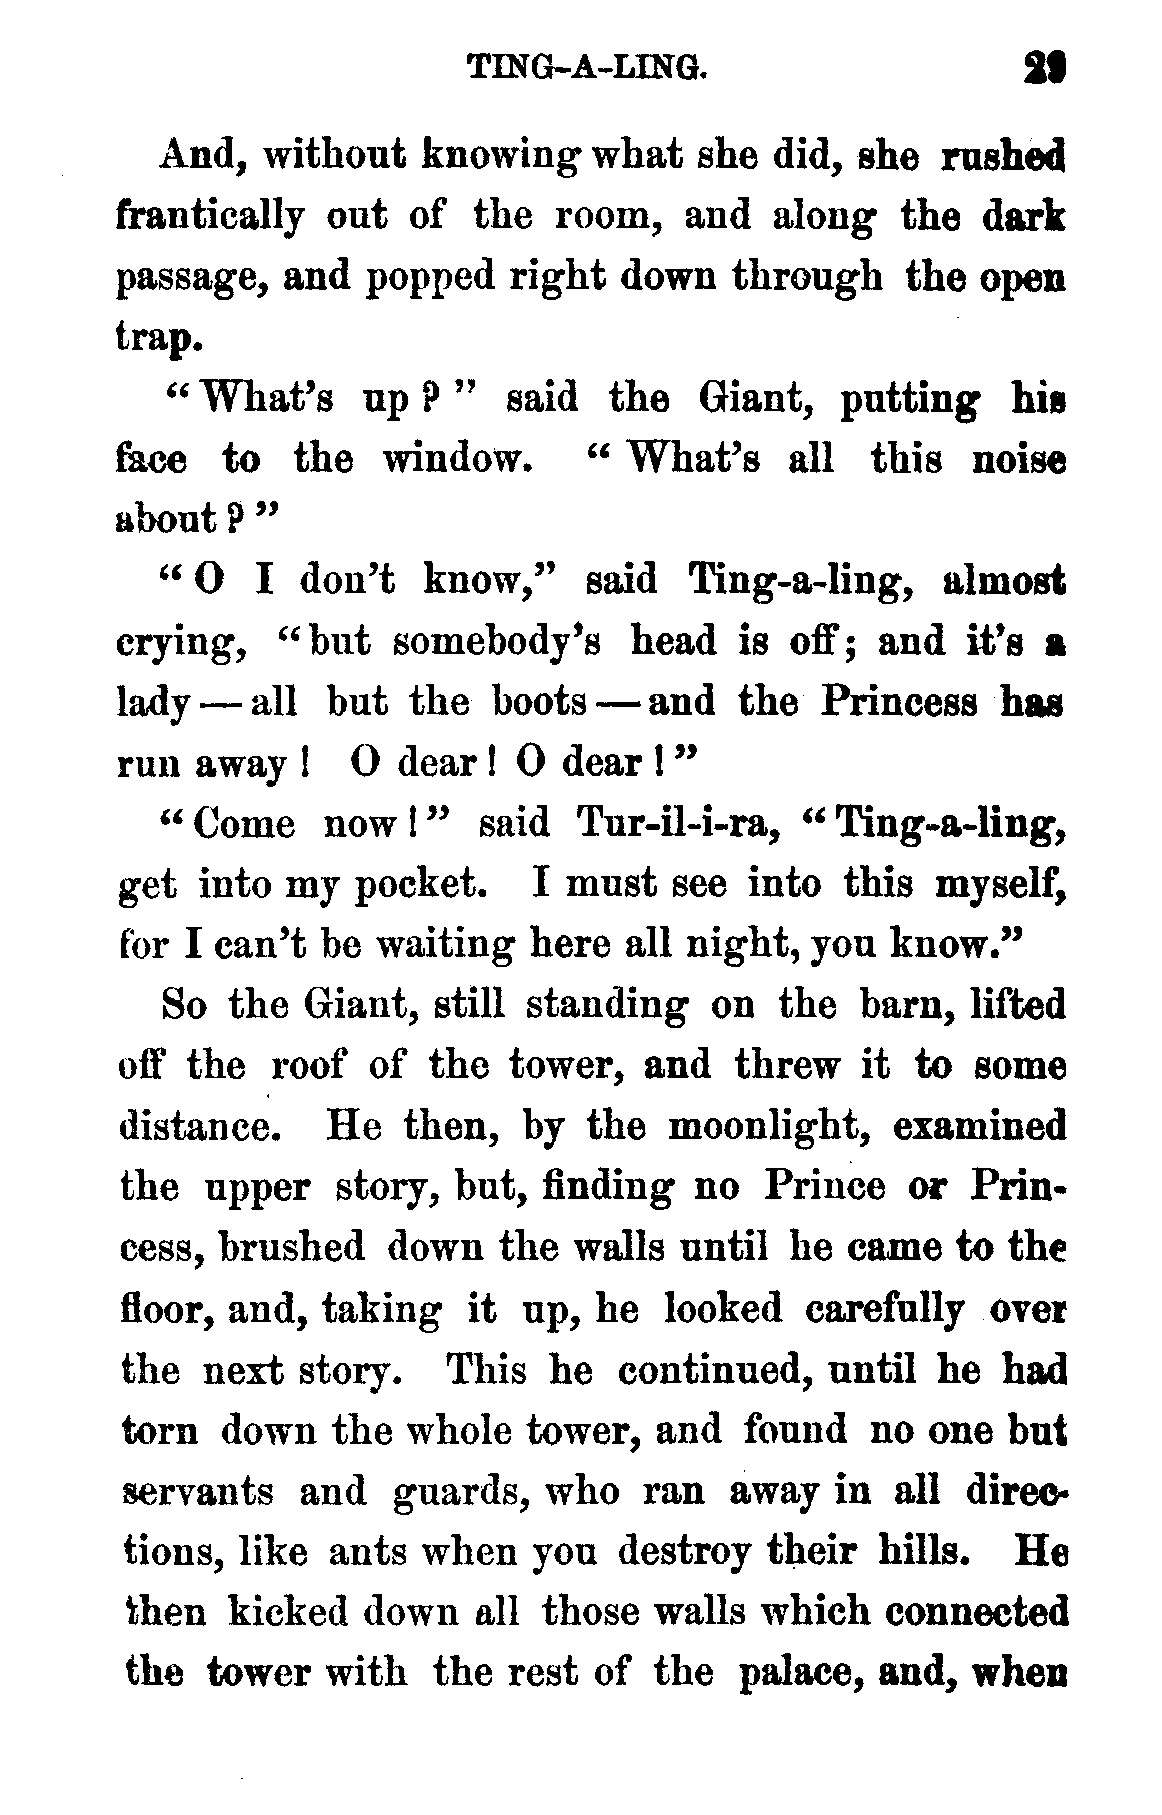 TING-A-LING. 29
And, without knowing what she did, she rushed
frantically out of the room, and along the dark
passage, and popped right down through the open
trap.
“ What’s up ? ” said the Giant, putting his
face to the window. “ What’s all this noise
about ? ”
“ O I don’t know,” said Ting-a-ling, almost
crying, “ but somebody’s head is off ; and it’s a
lady — all but the boots — and the Princess has
run away ! O dear ! O dear ! ”
“ Come now ! ” said Tur-il-i-ra, “ Ting-a-ling,
get into my pocket. I must see into this myself,
for I can’t be waiting here all night, you know.”
So the Giant, still standing on the barn, lifted
off the roof of the tower, and threw it to some
distance. He then, by the moonlight, examined
the upper story, but, finding no Prince or Prin-
cess, brushed down the walls until he came to the
floor, and, taking it up, he looked carefully over
the next story. This he continued, until he had
torn down the whole tower, and found no one but
servants and guards, who ran away in all direc-
tions, like ants when you destroy their hills. He
then kicked down all those walls which connected
the tower with the rest of the palace, and, when